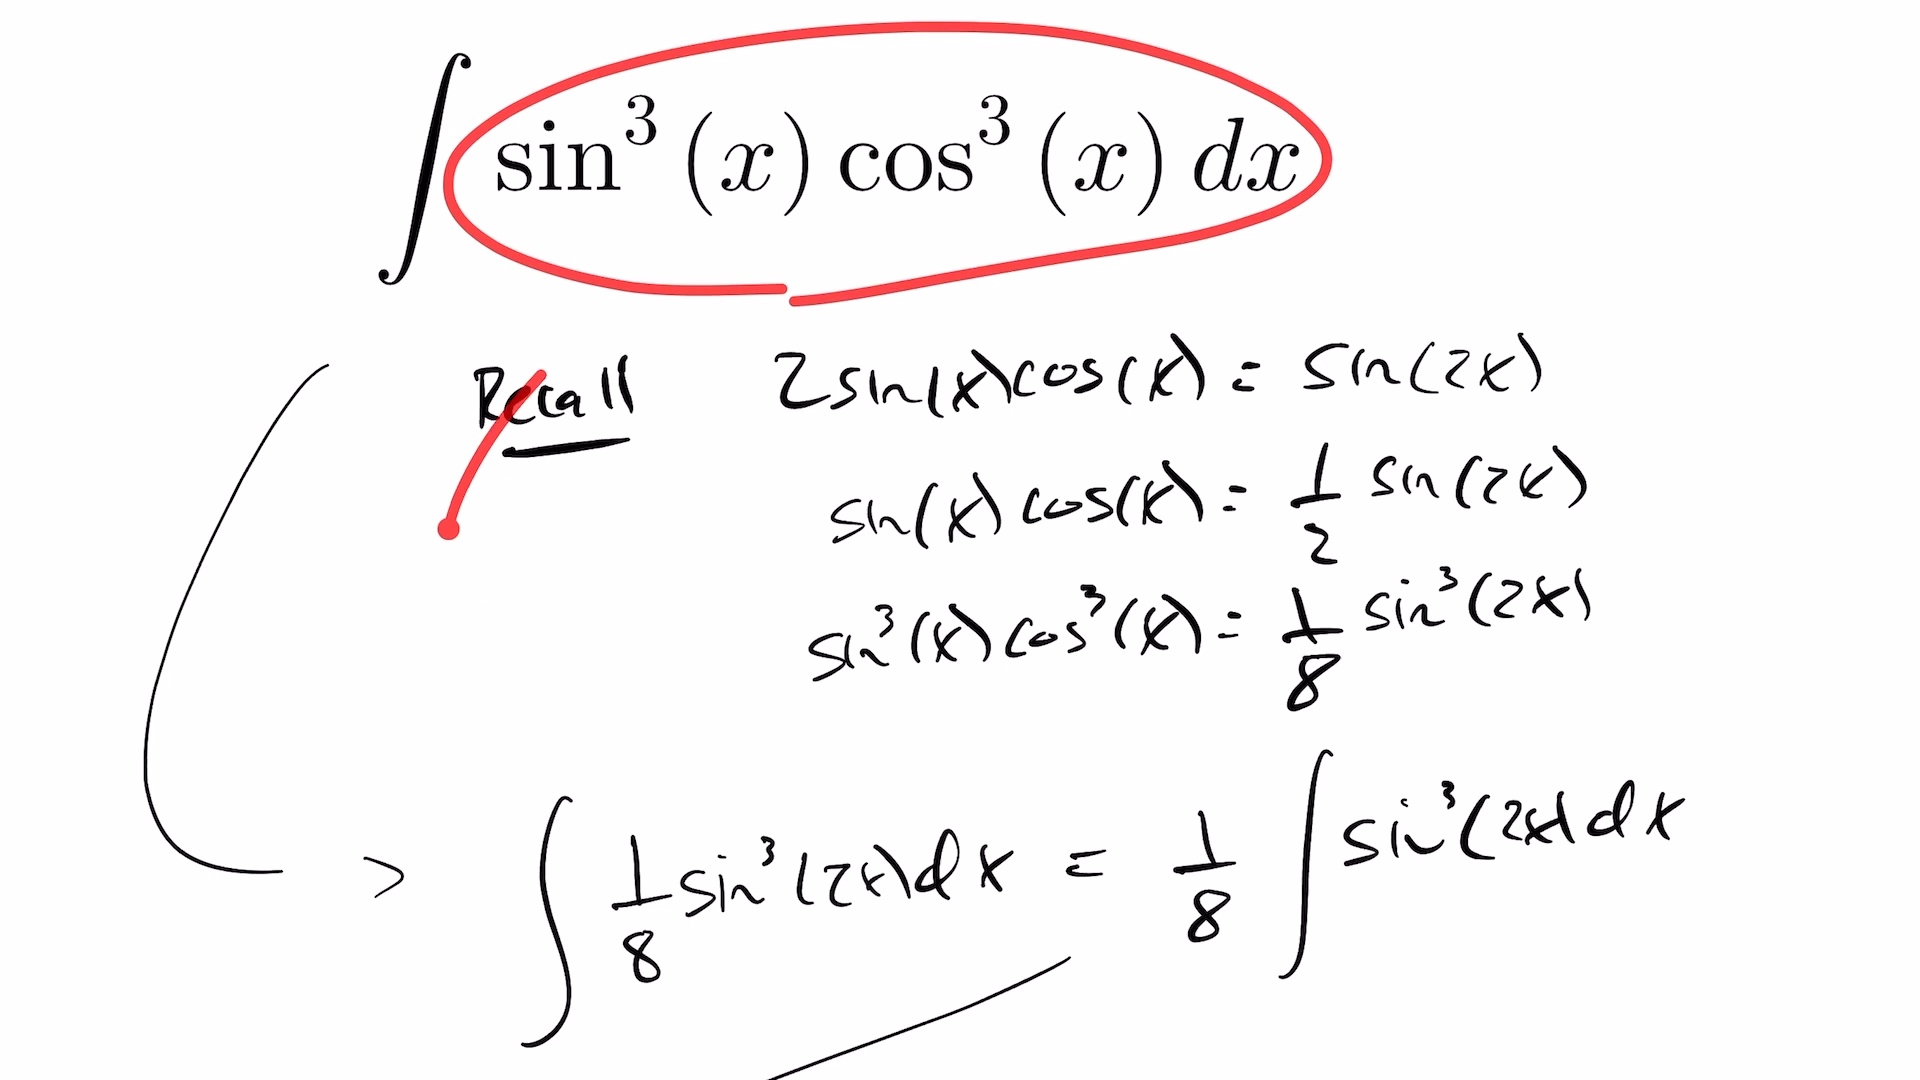 ∫ sin³ (x) cos³ (x) dx
Recall 2sin(x)cos(x) = sin(2x)
sin(x) cos(x) = 1/2 sin(2x)
sin³(x) cos³(x) = 1/8 sin³(2x)
∫ 1/8 sin³(2x) dx = 1/8 ∫ sin³(2x) dx